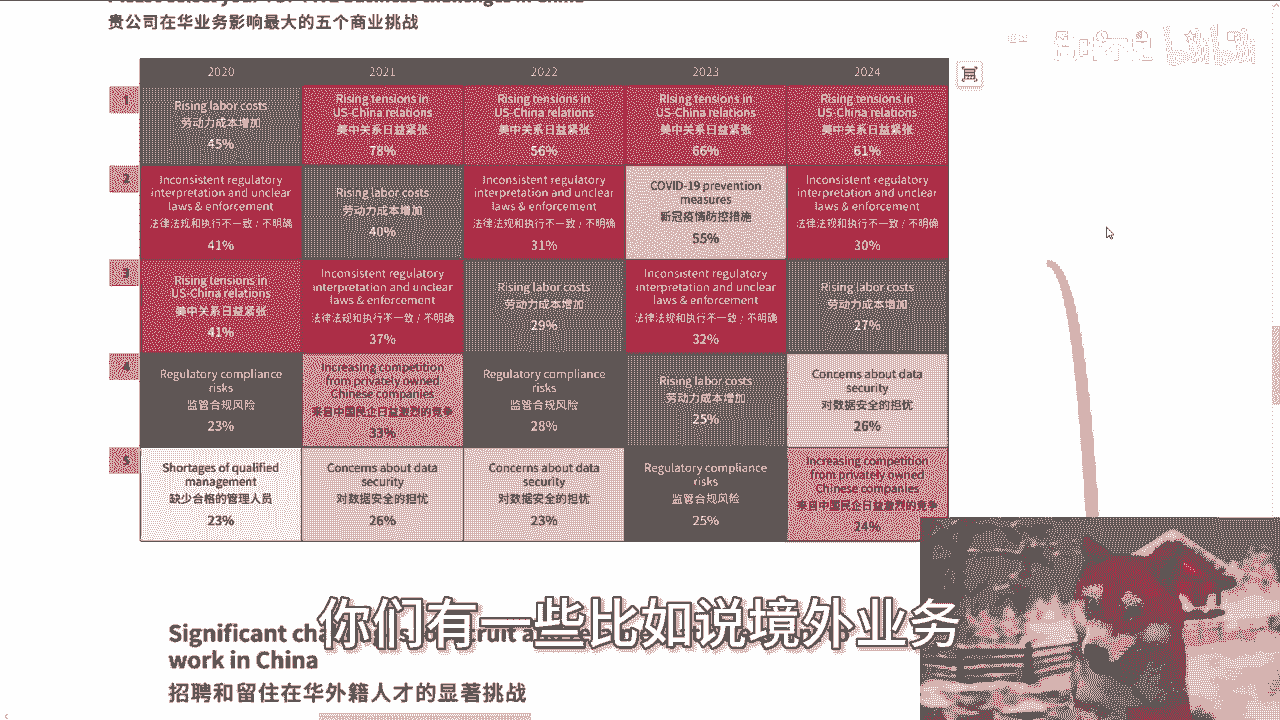 贵公司在华业务影响最大的五个商业挑战
2020 2021 2022 2023 2024
1
Rising labor costs
劳动力成本增加
45%
Rising tensions in
US-China relations
美中关系日益紧张
78%
Rising tensions in
US-China relations
美中关系日益紧张
56%
Rising tensions in
US-China relations
美中关系日益紧张
66%
Rising tensions in
US-China relations
美中关系日益紧张
61%
2
Inconsistent regulatory
interpretation and unclear
laws & enforcement
法律法规和执行不一致 / 不明确
41%
Rising labor costs
劳动力成本增加
40%
Inconsistent regulatory
interpretation and unclear
laws & enforcement
法律法规和执行不一致 / 不明确
31%
COVID-19 prevention
measures
新冠疫情防控措施
55%
Inconsistent regulatory
interpretation and unclear
laws & enforcement
法律法规和执行不一致 / 不明确
30%
3
Rising tensions in
US-China relations
美中关系日益紧张
41%
Inconsistent regulatory
interpretation and unclear
laws & enforcement
法律法规和执行不一致 / 不明确
37%
Rising labor costs
劳动力成本增加
29%
Inconsistent regulatory
interpretation and unclear
laws & enforcement
法律法规和执行不一致 / 不明确
32%
Rising labor costs
劳动力成本增加
27%
4
Regulatory compliance
risks
监管合规风险
23%
Increasing competition
from privately owned
Chinese companies
来自中国民企日益激烈的竞争
33%
Regulatory compliance
risks
监管合规风险
28%
Rising labor costs
劳动力成本增加
25%
Concerns about data
security
对数据安全的担忧
26%
5
Shortages of qualified
management
缺少合格的管理人员
23%
Concerns about data
security
对数据安全的担忧
26%
Concerns about data
security
对数据安全的担忧
23%
Regulatory compliance
risks
监管合规风险
25%
Increasing competition
from privately owned
Chinese companies
来自中国民企日益激烈的竞争
24%
你们有一些比如说境外业务
Significant
work in China
招聘和留住在华外籍人才的显著挑战